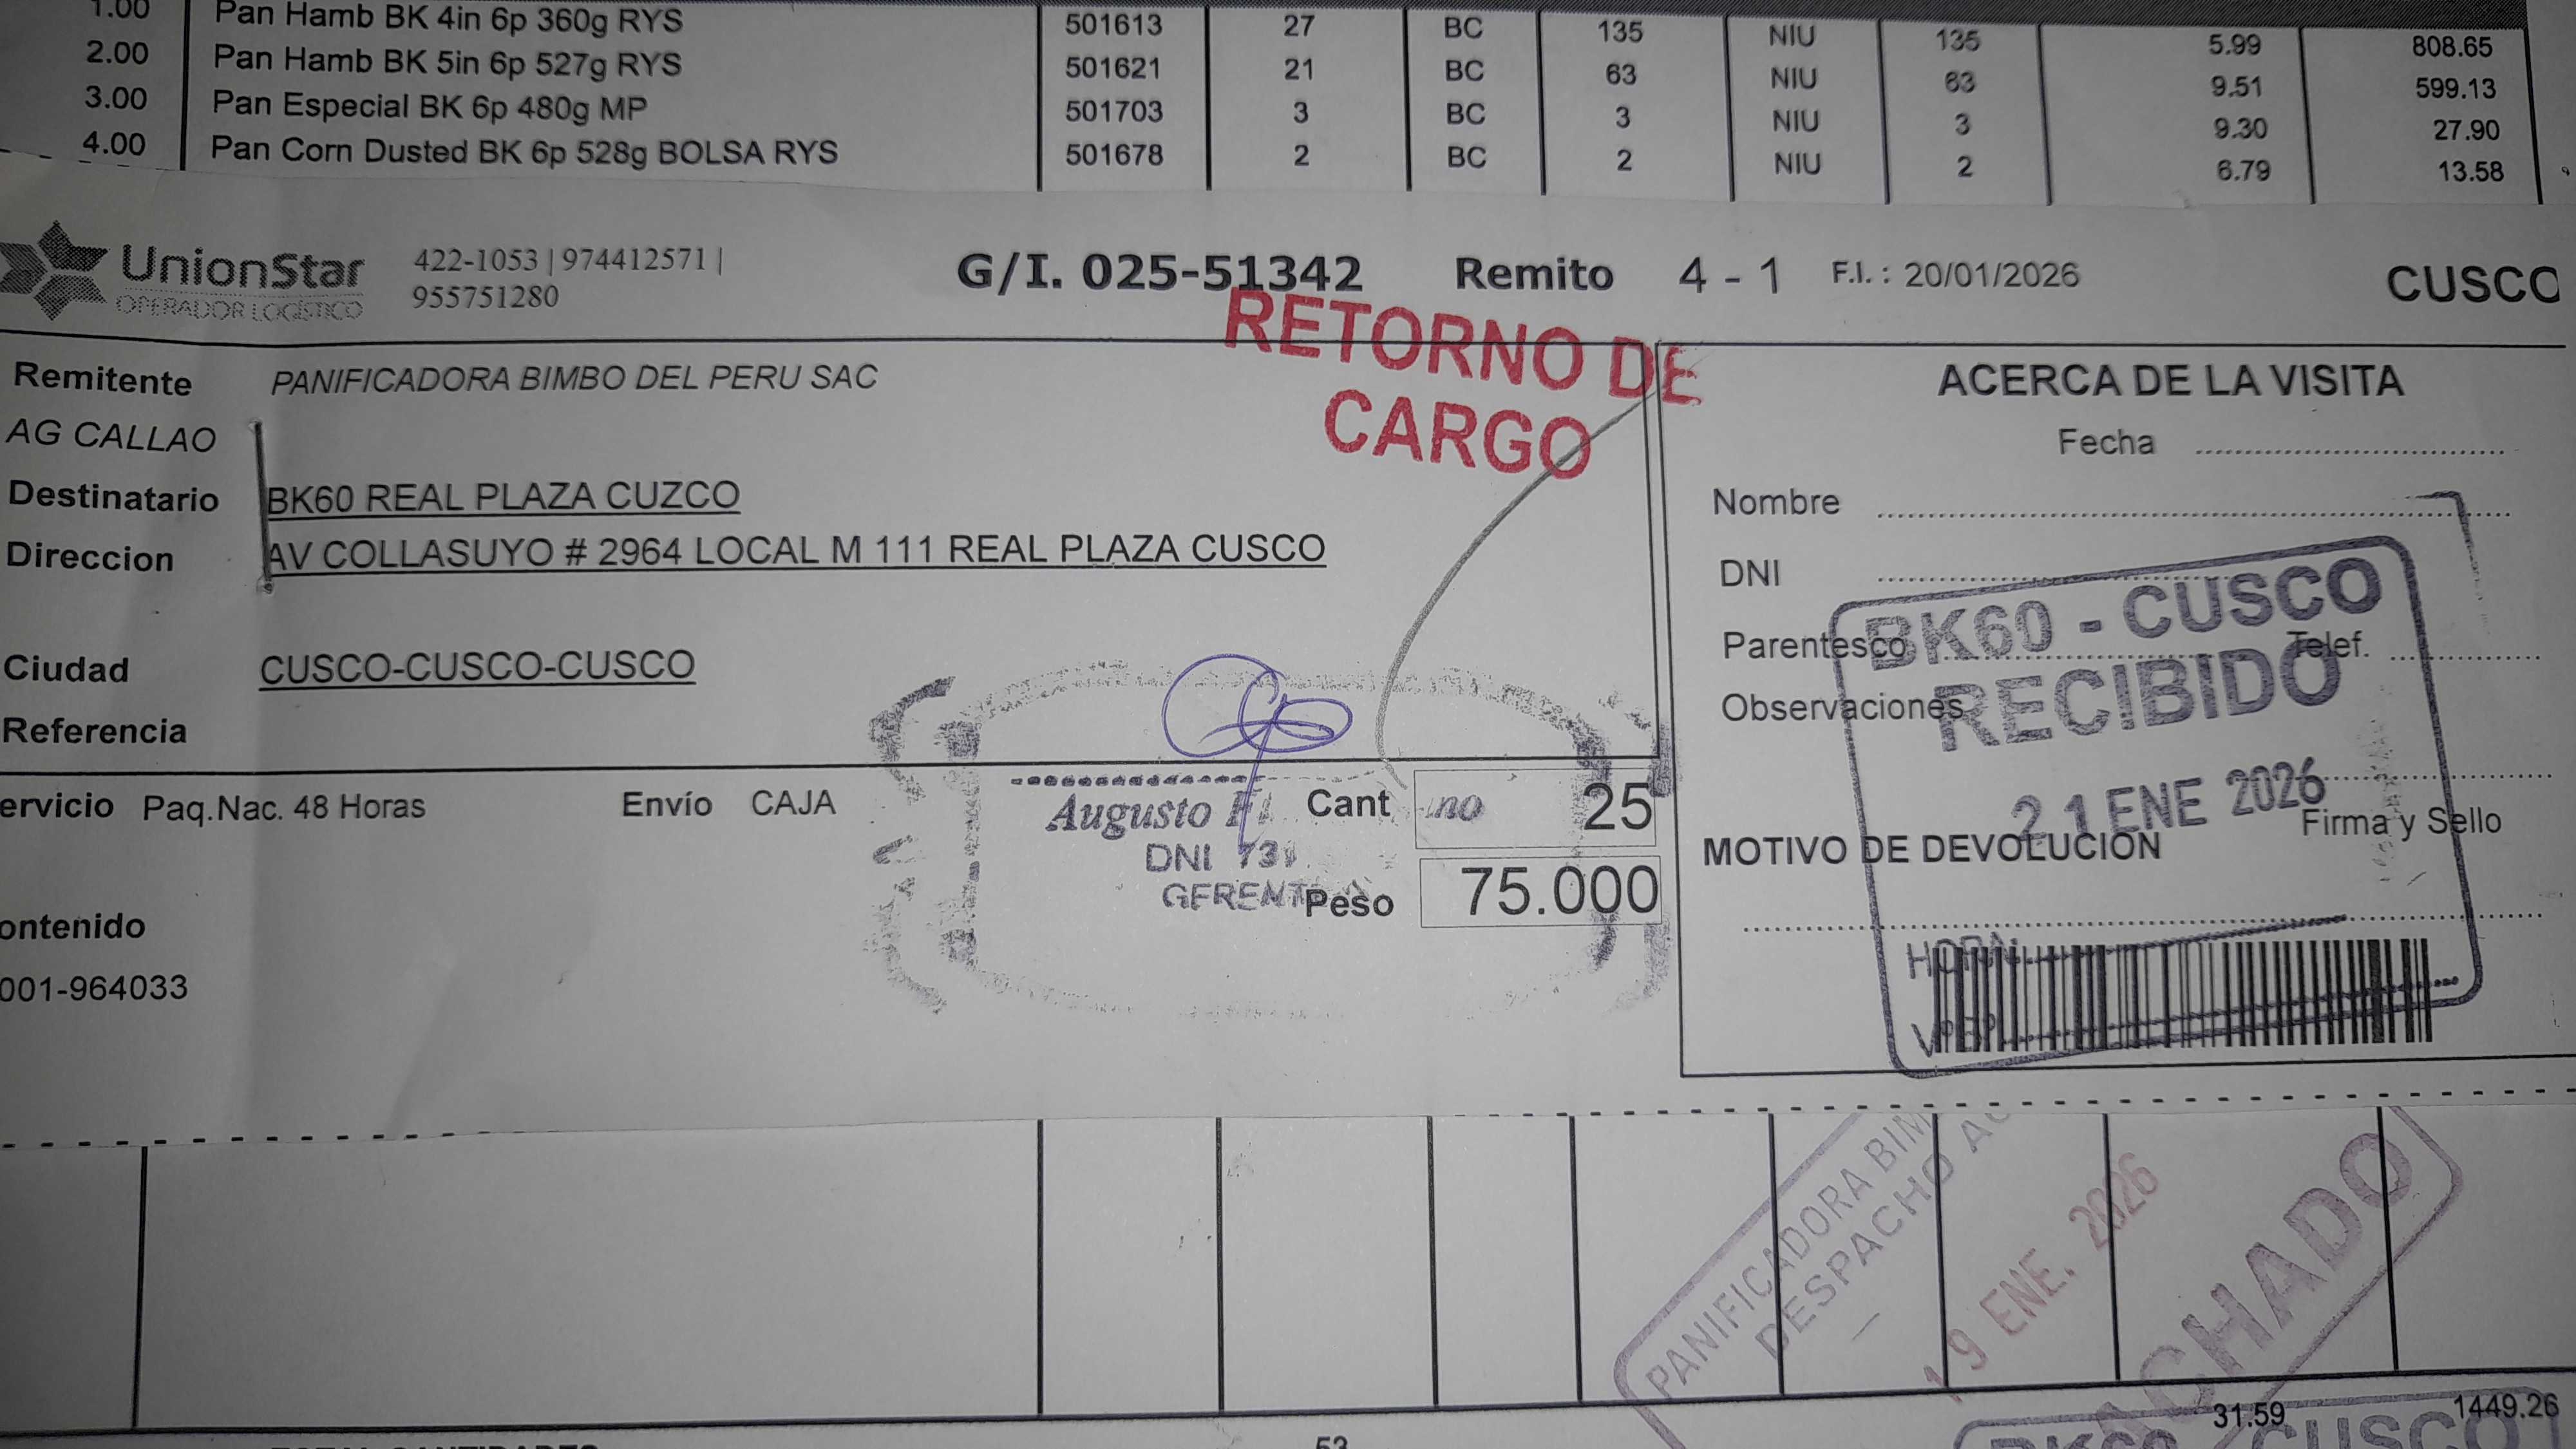 1.00 Pan Hamb BK 4in 6p 360g RYS 501613 27 BC 135 NIU 135 5.99 808.65
2.00 Pan Hamb BK 5in 6p 527g RYS 501621 21 BC 63 NIU 63 9.51 599.13
3.00 Pan Especial BK 6p 480g MP 501703 3 BC 3 NIU 3 9.30 27.90
4.00 Pan Corn Dusted BK 6p 528g BOLSA RYS 501678 2 BC 2 NIU 2 6.79 13.58
UnionStar
OPERADOR LOGÍSTICO
422-1053 | 974412571 |
955751280
G/I. 025-51342 Remito 4 - 1 F.I. : 20/01/2026 CUSCO
RETORNO DE
CARGO
Remitente PANIFICADORA BIMBO DEL PERU SAC
AG CALLAO
Destinatario BK60 REAL PLAZA CUZCO
Direccion AV COLLASUYO # 2964 LOCAL M 111 REAL PLAZA CUSCO
Ciudad CUSCO-CUSCO-CUSCO
Referencia
ervicio Paq.Nac. 48 Horas Envío CAJA Cant 25
Peso 75.000
Augusto
DNI 73
GERENT
ontenido
001-964033
ACERCA DE LA VISITA
Fecha
Nombre
DNI
Parentesco Telef.
Observaciones
Firma y Sello
MOTIVO DE DEVOLUCION
BK60 - CUSCO
RECIBIDO
21 ENE 2026
PANIFICADORA BIM
DESPACHO
19 ENE. 2026
CHADO
31.59 1449.26
53
CUSCO